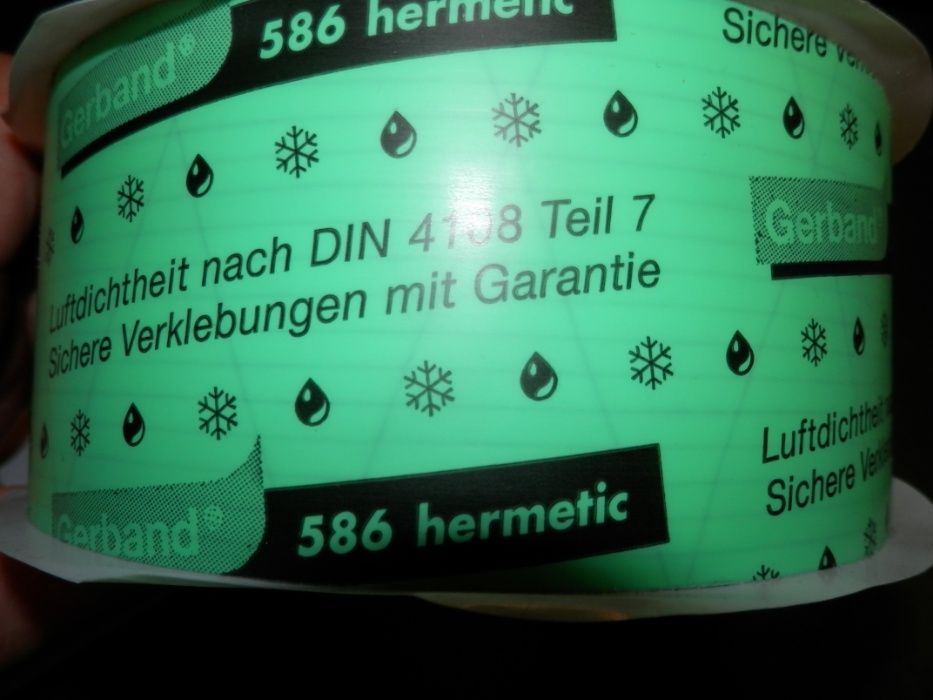 Gerband® 586 hermetic
Sichere
Luftdichtheit nach DIN 4108 Teil 7
Sichere Verklebungen mit Garantie
Gerband
Gerband® 586 hermetic
Luftdichtheit
Sichere